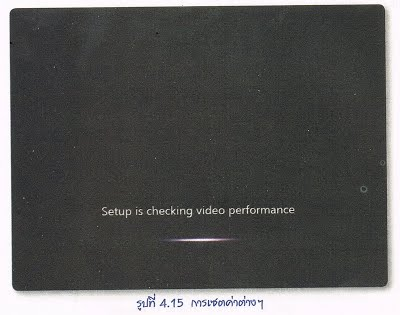 Setup is checking video performance
รูปที่ 4.15 การเซตค่าต่างๆ